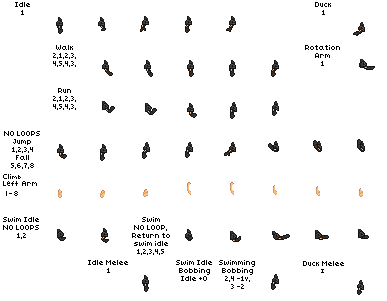 Idle
1
Duck
1
Walk
2,1,2,3,
4,5,4,3,
Rotation
Arm
1
Run
2,1,2,3,
4,5,4,3,
NO LOOPS
Jump
1,2,3,4
Fall
5,6,7,8
Climb
Left Arm
1-8
Swim Idle
NO LOOPS
1,2
Swim
NO LOOP,
Return to
swim idle
1,2,3,4,5
Swim Idle
Bobbing
Idle +0
Swimming
Bobbing
2,4 -1v,
3 -2
Idle Melee
1
Duck Melee
1